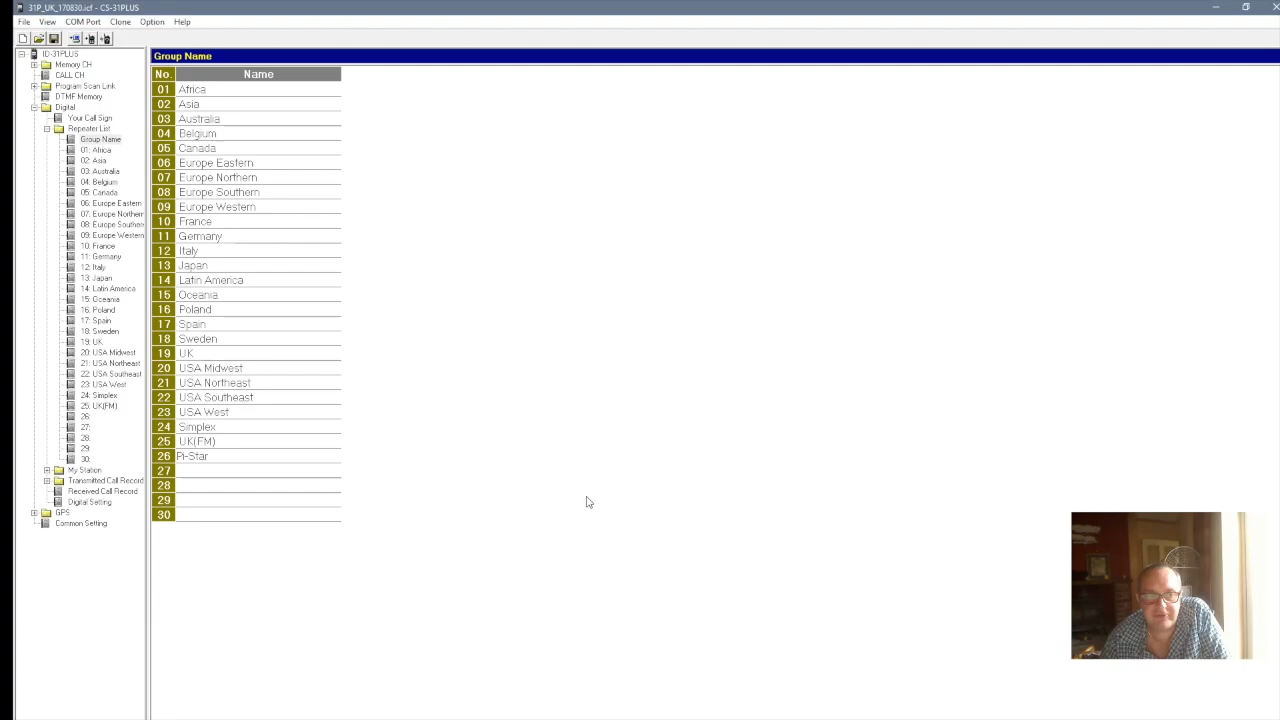 31P_UK_170830.icf - CS-31PLUS
File View COM Port Clone Option Help
ID-31PLUS
Memory CH
CALL CH
Program Scan Link
DTMF Memory
Digital
Your Call Sign
Repeater List
Group Name
01: Africa
02: Asia
03: Australia
04: Belgium
05: Canada
06: Europe Eastern
07: Europe Northern
08: Europe Souther
09: Europe Western
10: France
11: Germany
12: Italy
13: Japan
14: Latin America
15: Oceania
16: Poland
17: Spain
18: Sweden
19: UK
20: USA Midwest
21: USA Northeast
22: USA Southeast
23: USA West
24: Simplex
25: UK(FM)
26:
27:
28:
29:
30:
My Station
Transmitted Call Record
Received Call Record
Digital Setting
GPS
Common Setting
Group Name
No. Name
01 Africa
02 Asia
03 Australia
04 Belgium
05 Canada
06 Europe Eastern
07 Europe Northern
08 Europe Southern
09 Europe Western
10 France
11 Germany
12 Italy
13 Japan
14 Latin America
15 Oceania
16 Poland
17 Spain
18 Sweden
19 UK
20 USA Midwest
21 USA Northeast
22 USA Southeast
23 USA West
24 Simplex
25 UK(FM)
26 Pi-Star
27
28
29
30